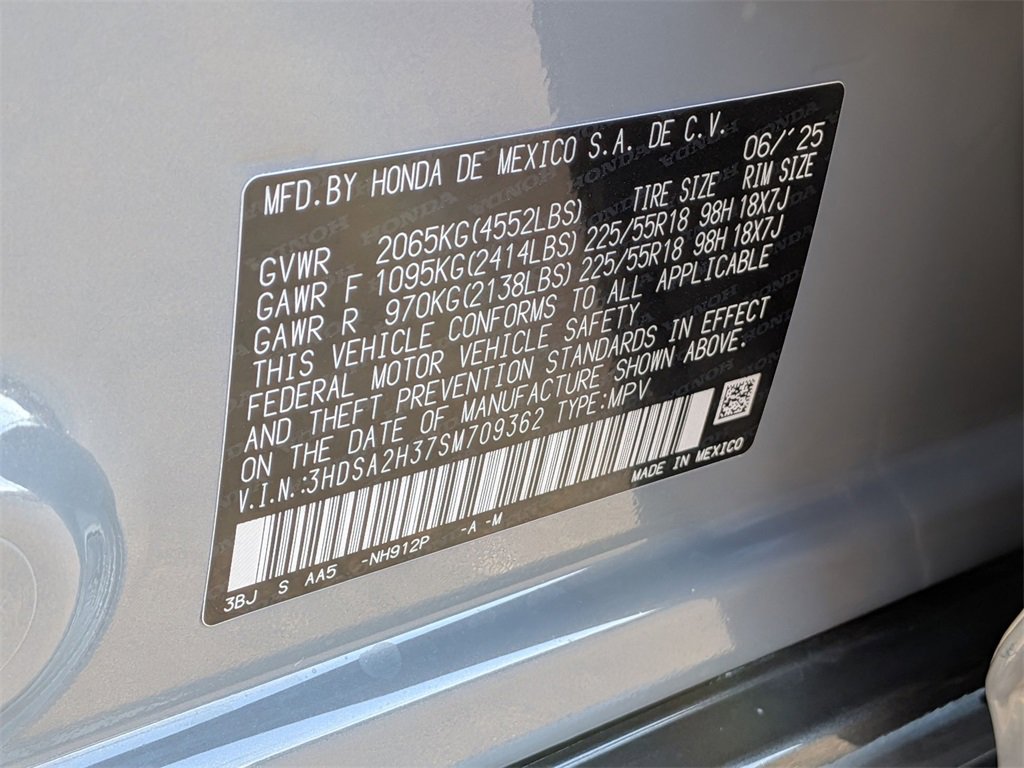 MFD.BY HONDA DE MEXICO S.A. DE C.V. 06/´25
GVWR 2065KG(4552LBS) TIRE SIZE RIM SIZE
GAWR F 1095KG(2414LBS) 225/55R18 98H 18X7J
GAWR R 970KG(2138LBS) 225/55R18 98H 18X7J
THIS VEHICLE CONFORMS TO ALL APPLICABLE
FEDERAL MOTOR VEHICLE SAFETY
AND THEFT PREVENTION STANDARDS IN EFFECT
ON THE DATE OF MANUFACTURE SHOWN ABOVE.
V.I.N.:3HDSA2H37SM709362 TYPE:MPV
MADE IN MEXICO
3BJ S AA5 -NH912P -A -M